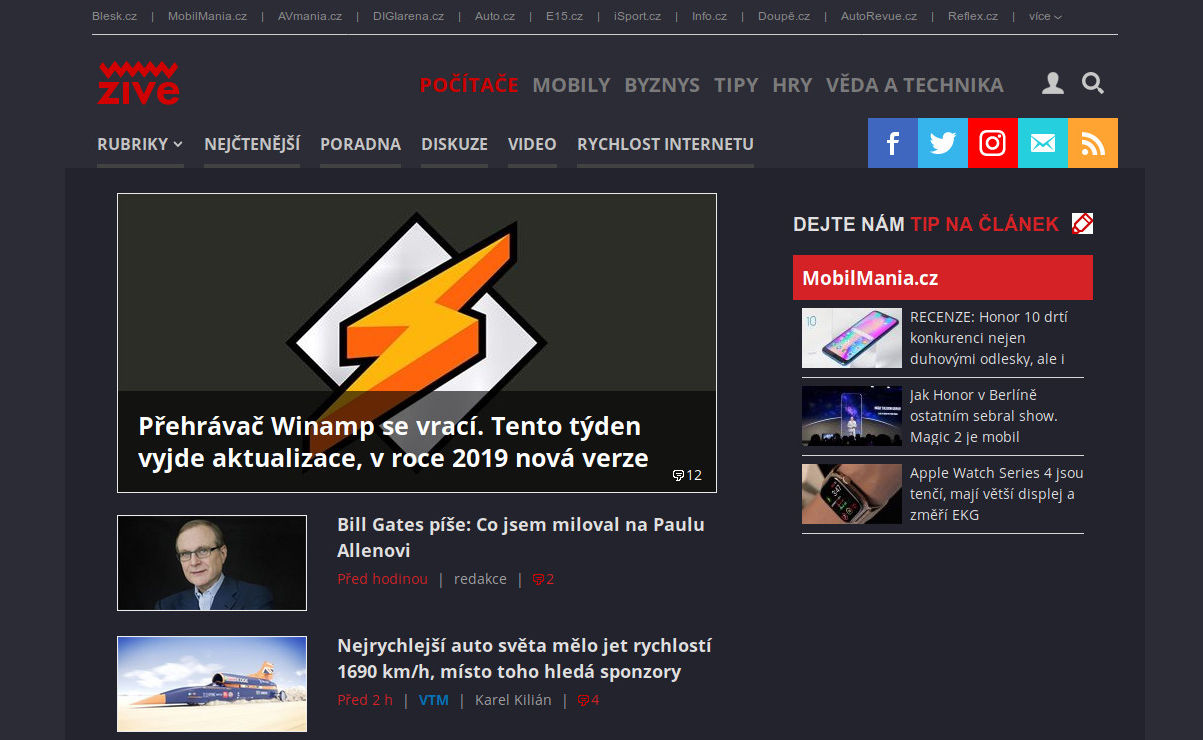 Blesk.cz | MobilMania.cz | AVmania.cz | DIGIarena.cz | Auto.cz | E15.cz | iSport.cz | Info.cz | Doupě.cz | AutoRevue.cz | Reflex.cz | více
zive
POČÍTAČE MOBILY BYZNYS TIPY HRY VĚDA A TECHNIKA
RUBRIKY NEJČTENĚJŠÍ PORADNA DISKUZE VIDEO RYCHLOST INTERNETU
Přehrávač Winamp se vrací. Tento týden
vyjde aktualizace, v roce 2019 nová verze
12
Bill Gates píše: Co jsem miloval na Paulu
Allenovi
Před hodinou | redakce | 2
Nejrychlejší auto světa mělo jet rychlostí
1690 km/h, místo toho hledá sponzory
Před 2 h | VTM | Karel Kilián | 4
DEJTE NÁM TIP NA ČLÁNEK
MobilMania.cz
10
RECENZE: Honor 10 drtí
konkurenci nejen
duhovými odlesky, ale i
Jak Honor v Berlíně
ostatním sebral show.
Magic 2 je mobil
Apple Watch Series 4 jsou
tenčí, mají větší displej a
změří EKG